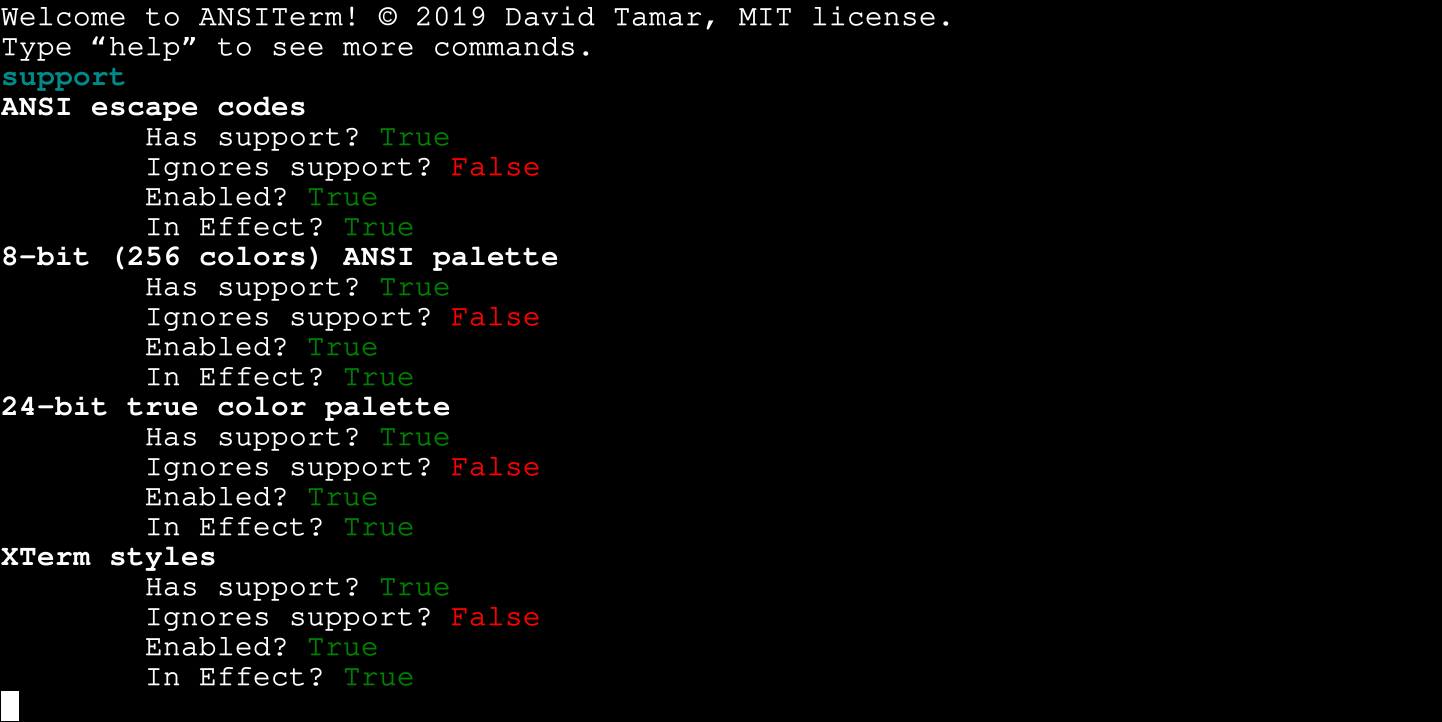 Welcome to ANSITerm! © 2019 David Tamar, MIT license.
Type “help” to see more commands.
support
ANSI escape codes
Has support? True
Ignores support? False
Enabled? True
In Effect? True
8-bit (256 colors) ANSI palette
Has support? True
Ignores support? False
Enabled? True
In Effect? True
24-bit true color palette
Has support? True
Ignores support? False
Enabled? True
In Effect? True
XTerm styles
Has support? True
Ignores support? False
Enabled? True
In Effect? True